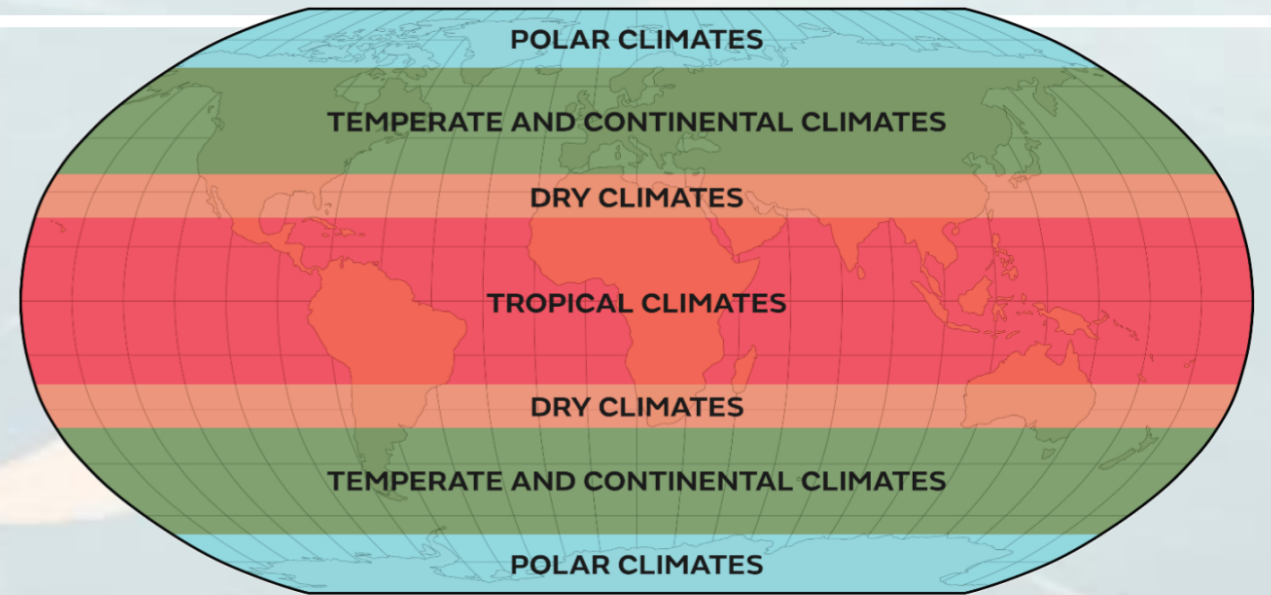 POLAR CLIMATES
TEMPERATE AND CONTINENTAL CLIMATES
DRY CLIMATES
TROPICAL CLIMATES
DRY CLIMATES
TEMPERATE AND CONTINENTAL CLIMATES
POLAR CLIMATES